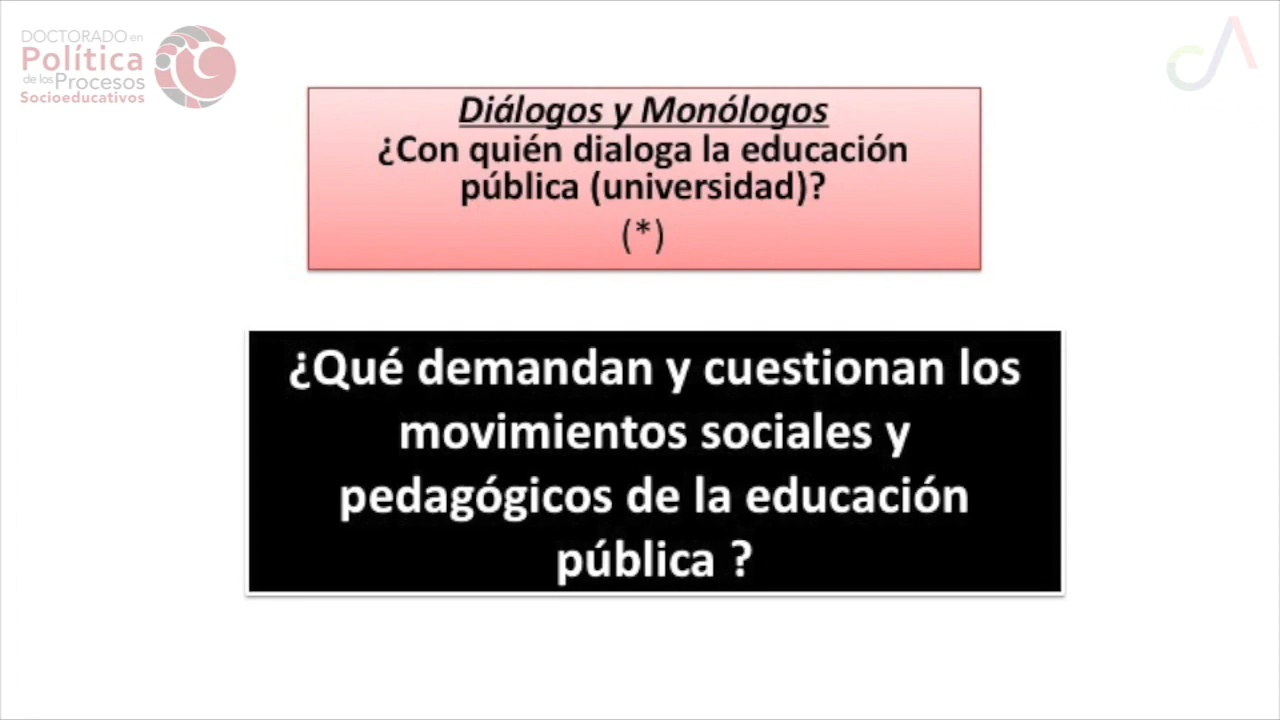 DOCTORADO en
Política
de los Procesos
Socioeducativos
Diálogos y Monólogos
¿Con quién dialoga la educación
pública (universidad)?
(*)
¿Qué demandan y cuestionan los
movimientos sociales y
pedagógicos de la educación
pública ?